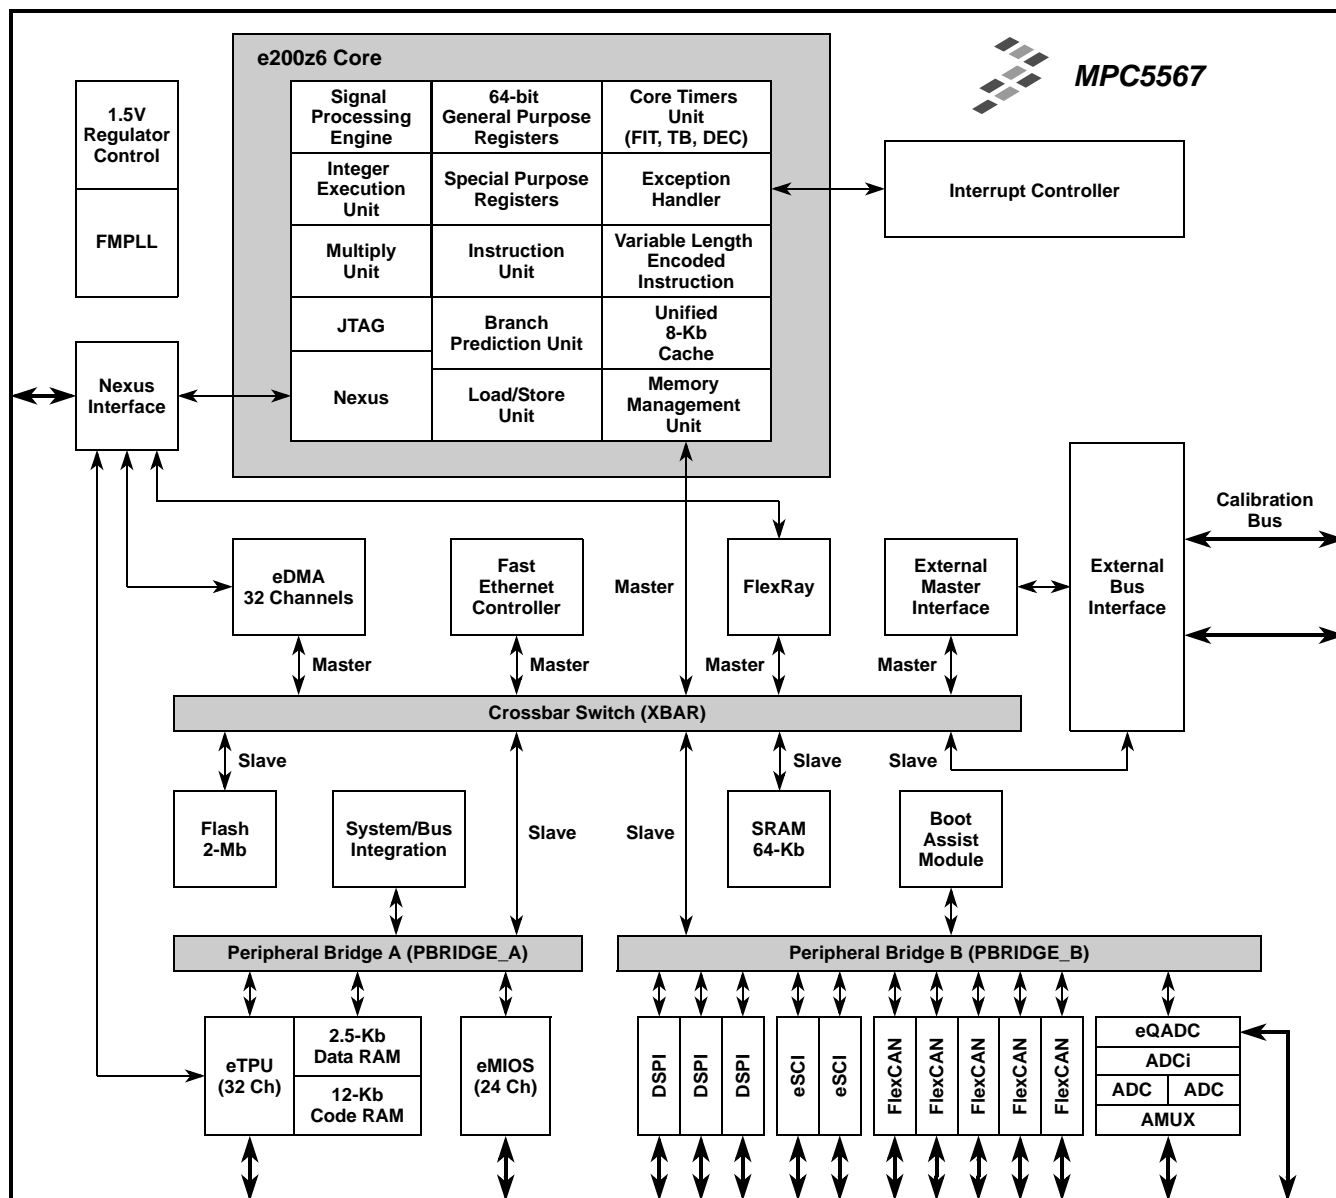 e200z6 Core
MPC5567
1.5V
Regulator
Control
FMPLL
Signal
Processing
Engine
64-bit
General Purpose
Registers
Core Timers
Unit
(FIT, TB, DEC)
Integer
Execution
Unit
Special Purpose
Registers
Exception
Handler
Interrupt Controller
Multiply
Unit
Instruction
Unit
Variable Length
Encoded
Instruction
JTAG
Branch
Prediction Unit
Unified
8-Kb
Cache
Nexus
Interface
Nexus
Load/Store
Unit
Memory
Management
Unit
Calibration
Bus
eDMA
32 Channels
Fast
Ethernet
Controller
Master
FlexRay
External
Master
Interface
External
Bus
Interface
Master
Master
Master
Master
Crossbar Switch (XBAR)
Slave
Slave
Slave
Flash
2-Mb
System/Bus
Integration
Slave
Slave
SRAM
64-Kb
Boot
Assist
Module
Peripheral Bridge A (PBRIDGE_A)
Peripheral Bridge B (PBRIDGE_B)
eTPU
(32 Ch)
2.5-Kb
Data RAM
12-Kb
Code RAM
eMIOS
(24 Ch)
DSPI
DSPI
DSPI
eSCI
eSCI
FlexCAN
FlexCAN
FlexCAN
FlexCAN
FlexCAN
eQADC
ADCi
ADC
ADC
AMUX